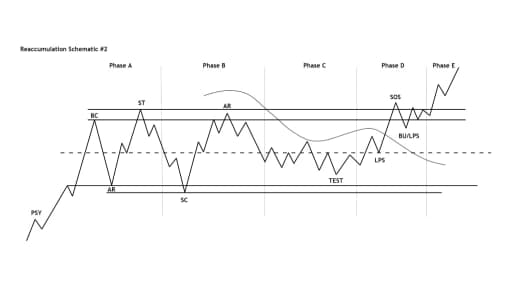 Reaccumulation Schematic #2
Phase A
Phase B
Phase C
Phase D
Phase E
SOS
ST
AR
BC
BU/LPS
LPS
TEST
AR
SC
PSY